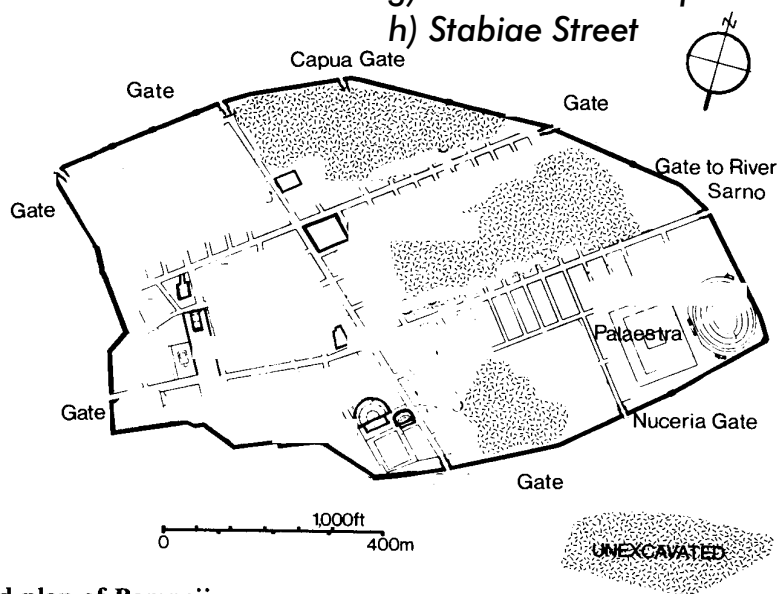 h) Stabiae Street
N
Capua Gate
Gate
Gate
Gate to River
Sarno
Gate
Palaestra
Gate
Nuceria Gate
Gate
1,000ft
0 400m
UNEXCAVATED